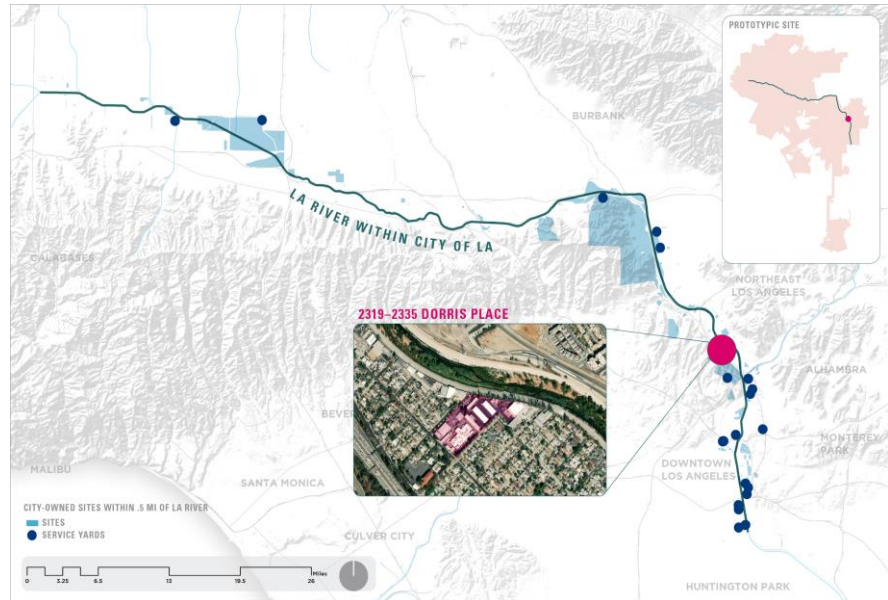 PROTOTYPIC SITE
BURBANK
LA RIVER WITHIN CITY OF LA
CALABASES
NORTHEAST
LOS ANGELES
2319–2335 DORRIS PLACE
ALHAMBRA
MONTEREY
PARK
DOWNTOWN
LOS ANGELES
MALIBU
SANTA MONICA
CITY-OWNED SITES WITHIN .5 MI OF LA RIVER
SITES
SERVICE YARDS
CULVER CITY
Miles
0 3.25 6.5 13 19.5 26
HUNTINGTON PARK